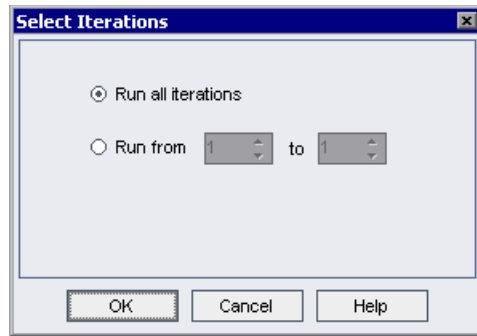 Select Iterations
Run all iterations
Run from 1 to 1
OK Cancel Help